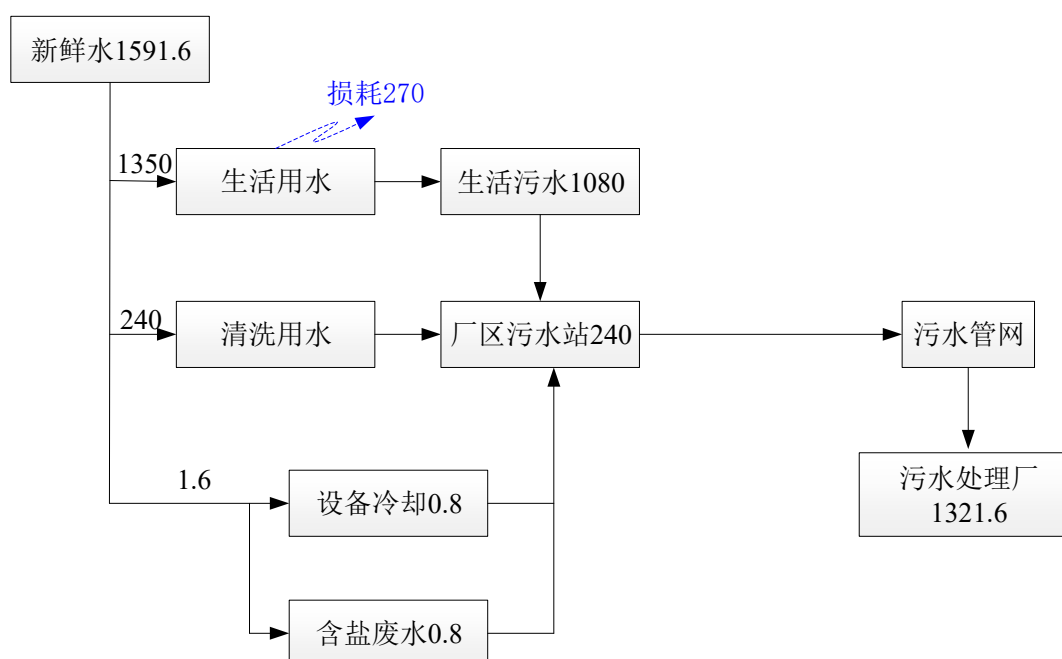 新鲜水1591.6
损耗270
1350
生活用水
生活污水1080
240
清洗用水
厂区污水站240
污水管网
1.6
设备冷却0.8
污水处理厂
1321.6
含盐废水0.8